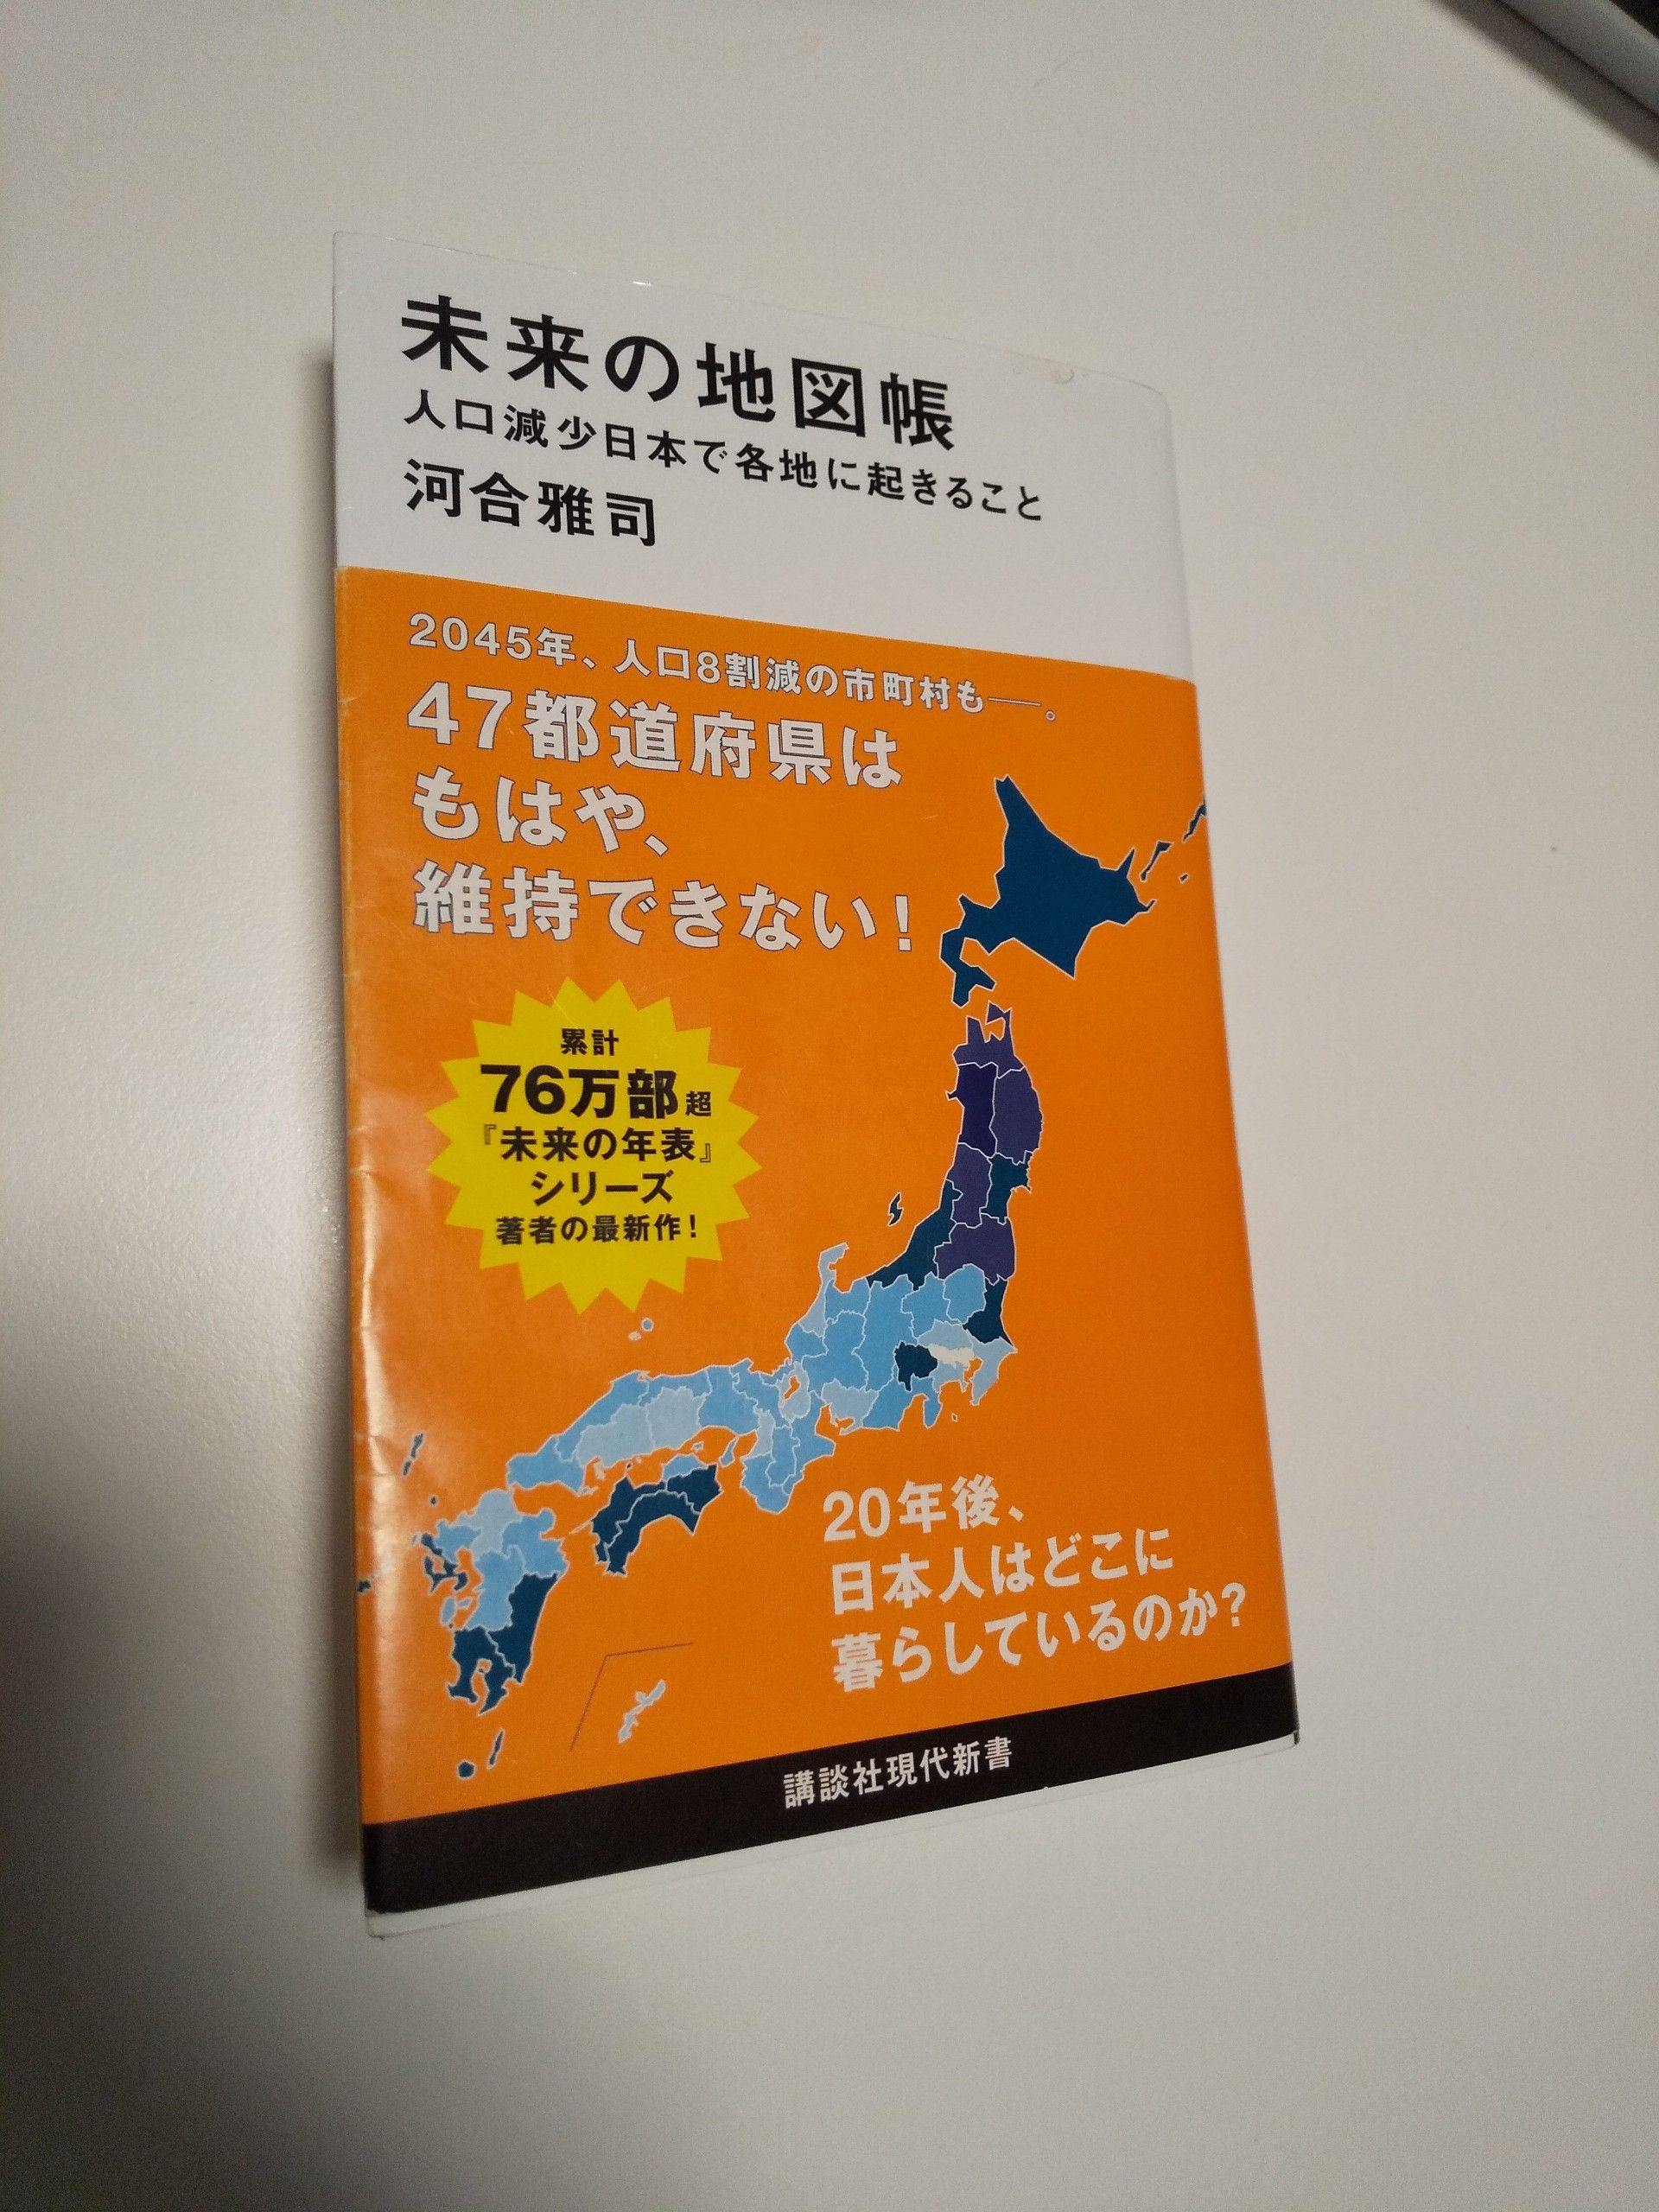 未来の地図帳
人口減少日本で各地に起きること
河合雅司
2045年、人口8割減の市町村も――。
47都道府県は
もはや、
維持できない！
累計
76万部超
『未来の年表』
シリーズ
著者の最新作！
20年後、
日本人はどこに
暮らしているのか？
講談社現代新書